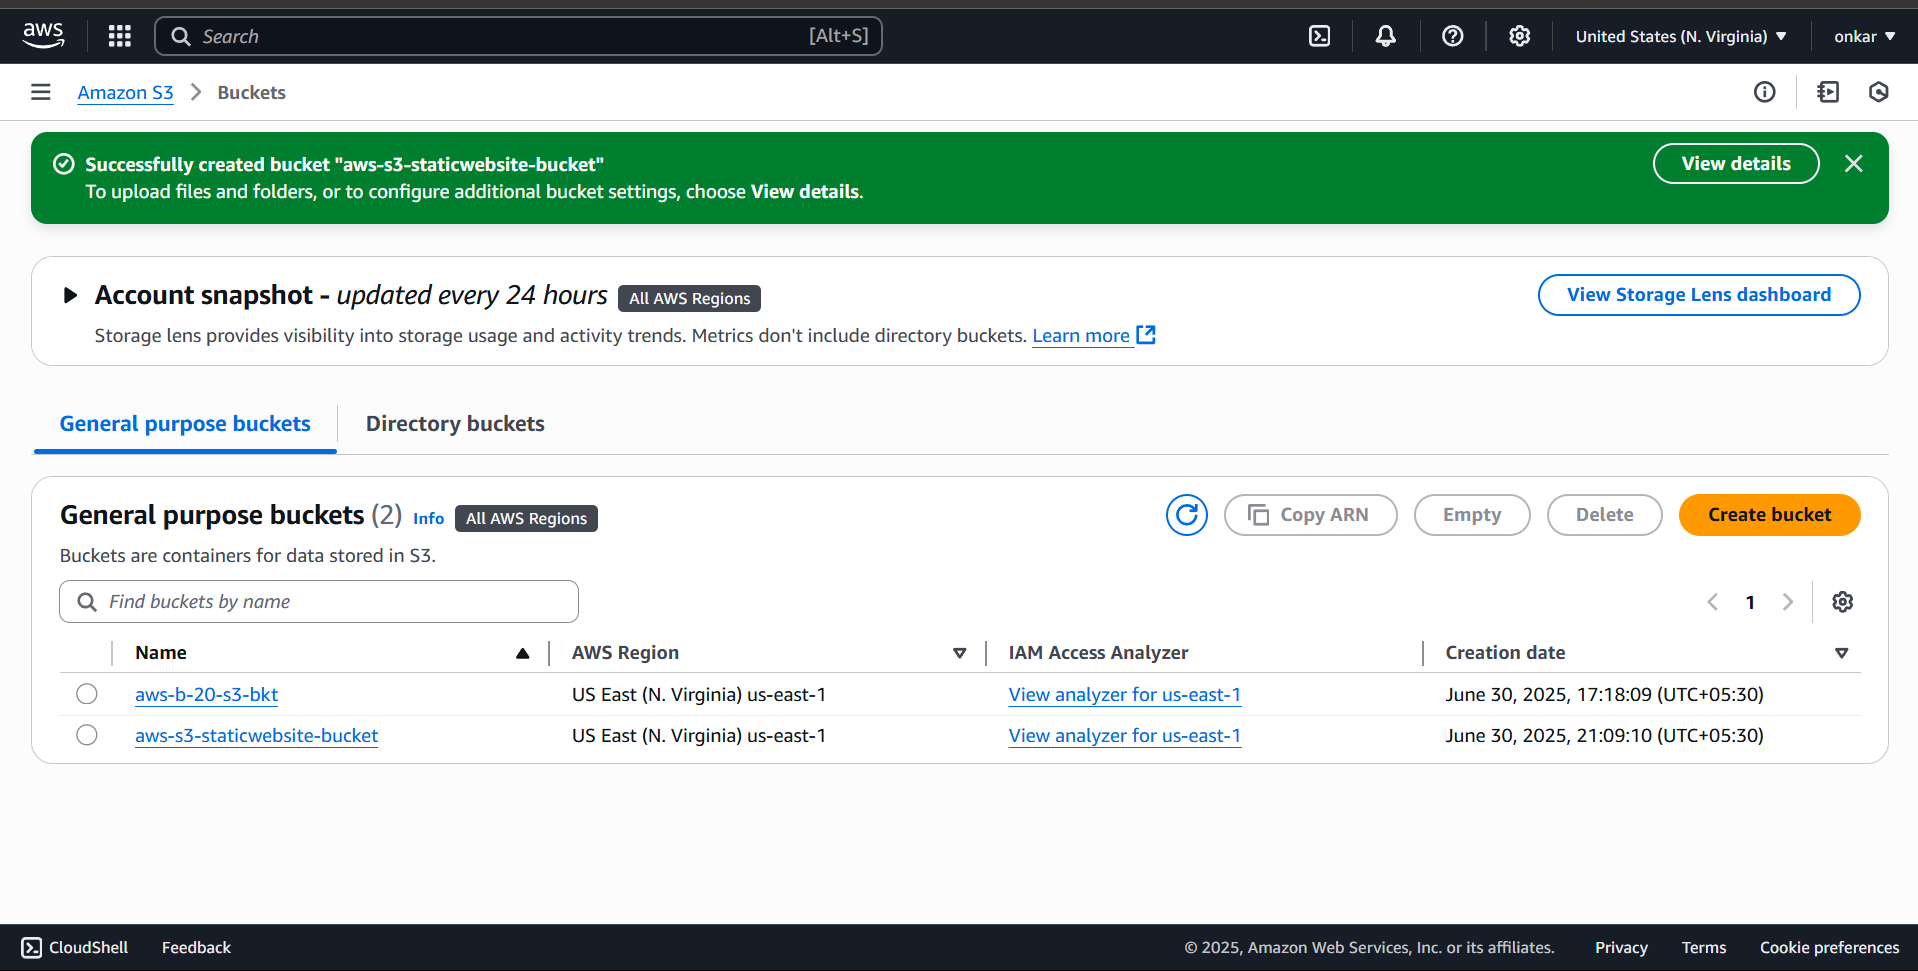 aws Search [Alt+S] United States (N. Virginia) onkar
Amazon S3 Buckets
Successfully created bucket "aws-s3-staticwebsite-bucket"
View details
To upload files and folders, or to configure additional bucket settings, choose View details.
Account snapshot - updated every 24 hours All AWS Regions
View Storage Lens dashboard
Storage lens provides visibility into storage usage and activity trends. Metrics don't include directory buckets. Learn more
General purpose buckets Directory buckets
General purpose buckets (2) Info All AWS Regions
Copy ARN Empty Delete Create bucket
Buckets are containers for data stored in S3.
Find buckets by name
1
Name AWS Region IAM Access Analyzer Creation date
aws-b-20-s3-bkt US East (N. Virginia) us-east-1 View analyzer for us-east-1 June 30, 2025, 17:18:09 (UTC+05:30)
aws-s3-staticwebsite-bucket US East (N. Virginia) us-east-1 View analyzer for us-east-1 June 30, 2025, 21:09:10 (UTC+05:30)
CloudShell Feedback © 2025, Amazon Web Services, Inc. or its affiliates. Privacy Terms Cookie preferences